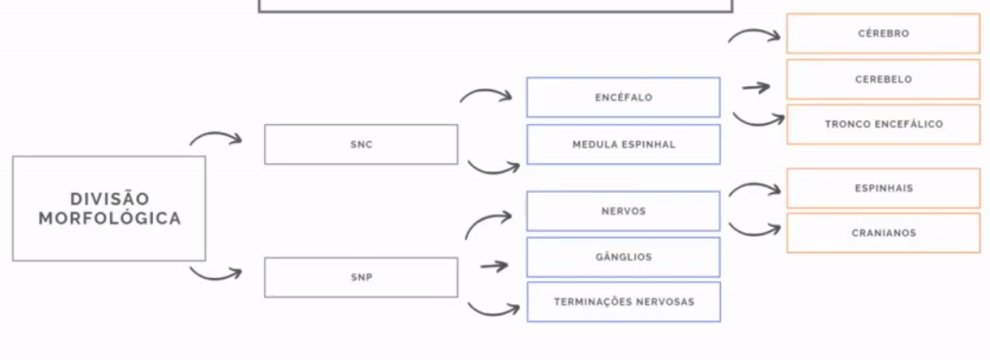 DIVISÃO
MORFOLÓGICA
SNC
ENCÉFALO
CÉREBRO
CEREBELO
TRONCO ENCEFÁLICO
MEDULA ESPINHAL
SNP
NERVOS
ESPINHAIS
CRANIANOS
GÂNGLIOS
TERMINAÇÕES NERVOSAS